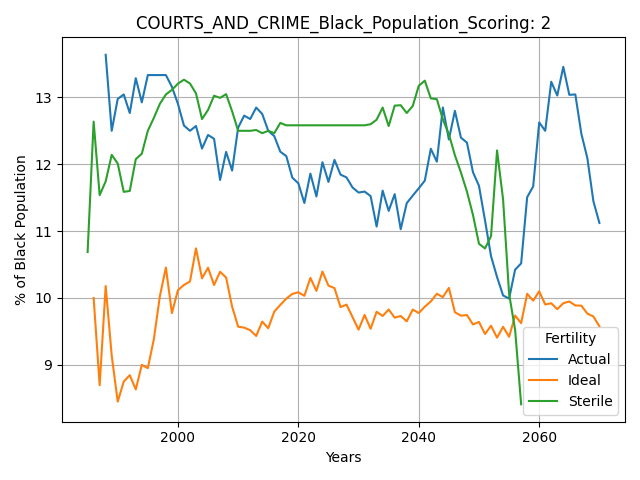 COURTS_AND_CRIME_Black_Population_Scoring: 2
% of Black Population
13
12
11
10
9
2000
2020
2040
2060
Years
Fertility
Actual
Ideal
Sterile